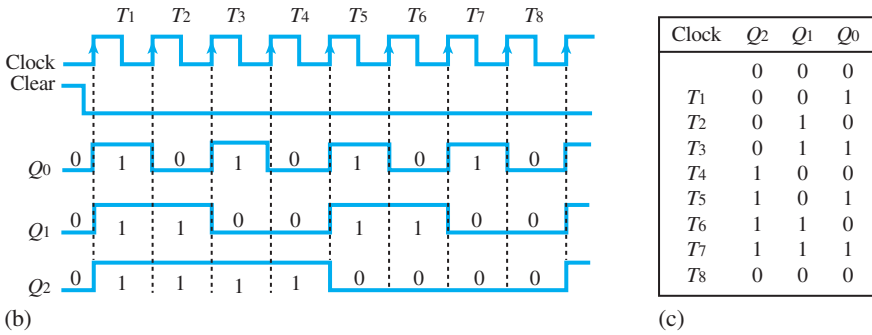 T1 T2 T3 T4 T5 T6 T7 T8
Clock
Clear
Q0 0 1 0 1 0 1 0 1 0
Q1 0 1 1 0 0 1 1 0 0
Q2 0 1 1 1 1 0 0 0 0
(b)
Clock Q2 Q1 Q0
0 0 0
T1 0 0 1
T2 0 1 0
T3 0 1 1
T4 1 0 0
T5 1 0 1
T6 1 1 0
T7 1 1 1
T8 0 0 0
(c)